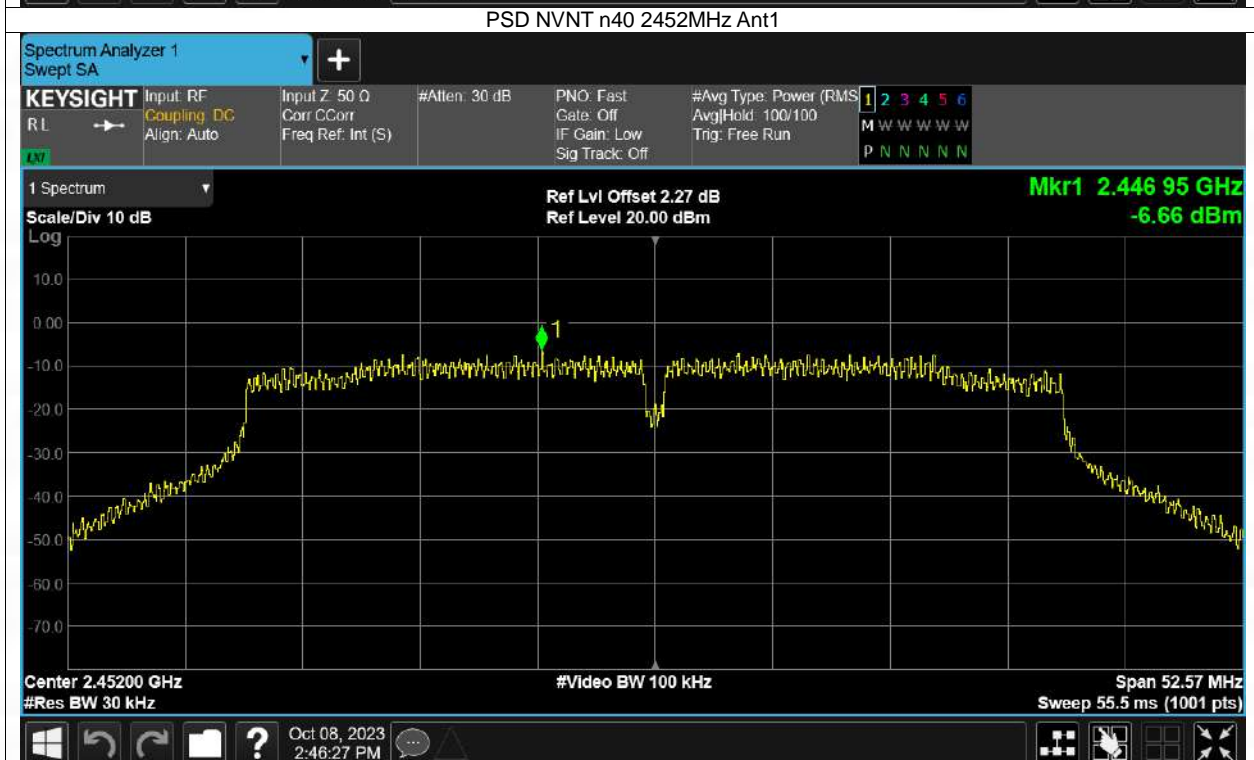 PSD NVNT n40 2452MHz Ant1
Spectrum Analyzer 1
Swept SA
KEYSIGHT
RL
LXI
Input: RF
Coupling: DC
Align: Auto
Input Z: 50 Ω
Corr CCorr
Freq Ref: Int (S)
#Atten: 30 dB
PNO: Fast
Gate: Off
IF Gain: Low
Sig Track: Off
#Avg Type: Power (RMS
Avg|Hold: 100/100
Trig: Free Run
1 2 3 4 5 6
M W W W W W
P N N N N N
1 Spectrum
Scale/Div 10 dB
Log
Ref Lvl Offset 2.27 dB
Ref Level 20.00 dBm
Mkr1 2.446 95 GHz
-6.66 dBm
10.0
0.00
1
-10.0
-20.0
-30.0
-40.0
-50.0
-60.0
-70.0
Center 2.45200 GHz
#Res BW 30 kHz
#Video BW 100 kHz
Span 52.57 MHz
Sweep 55.5 ms (1001 pts)
?
Oct 08, 2023
2:46:27 PM